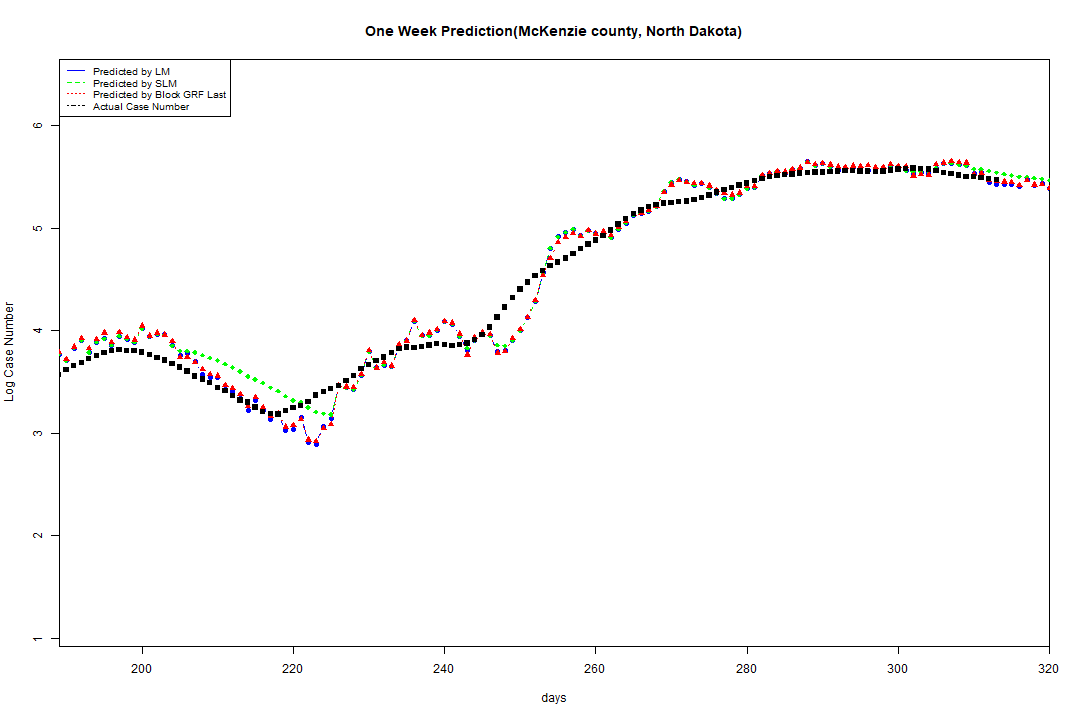 One Week Prediction(McKenzie county, North Dakota)
Predicted by LM
Predicted by SLM
Predicted by Block GRF Last
Actual Case Number
6
5
4
3
2
1
Log Case Number
200 220 240 260 280 300 320
days